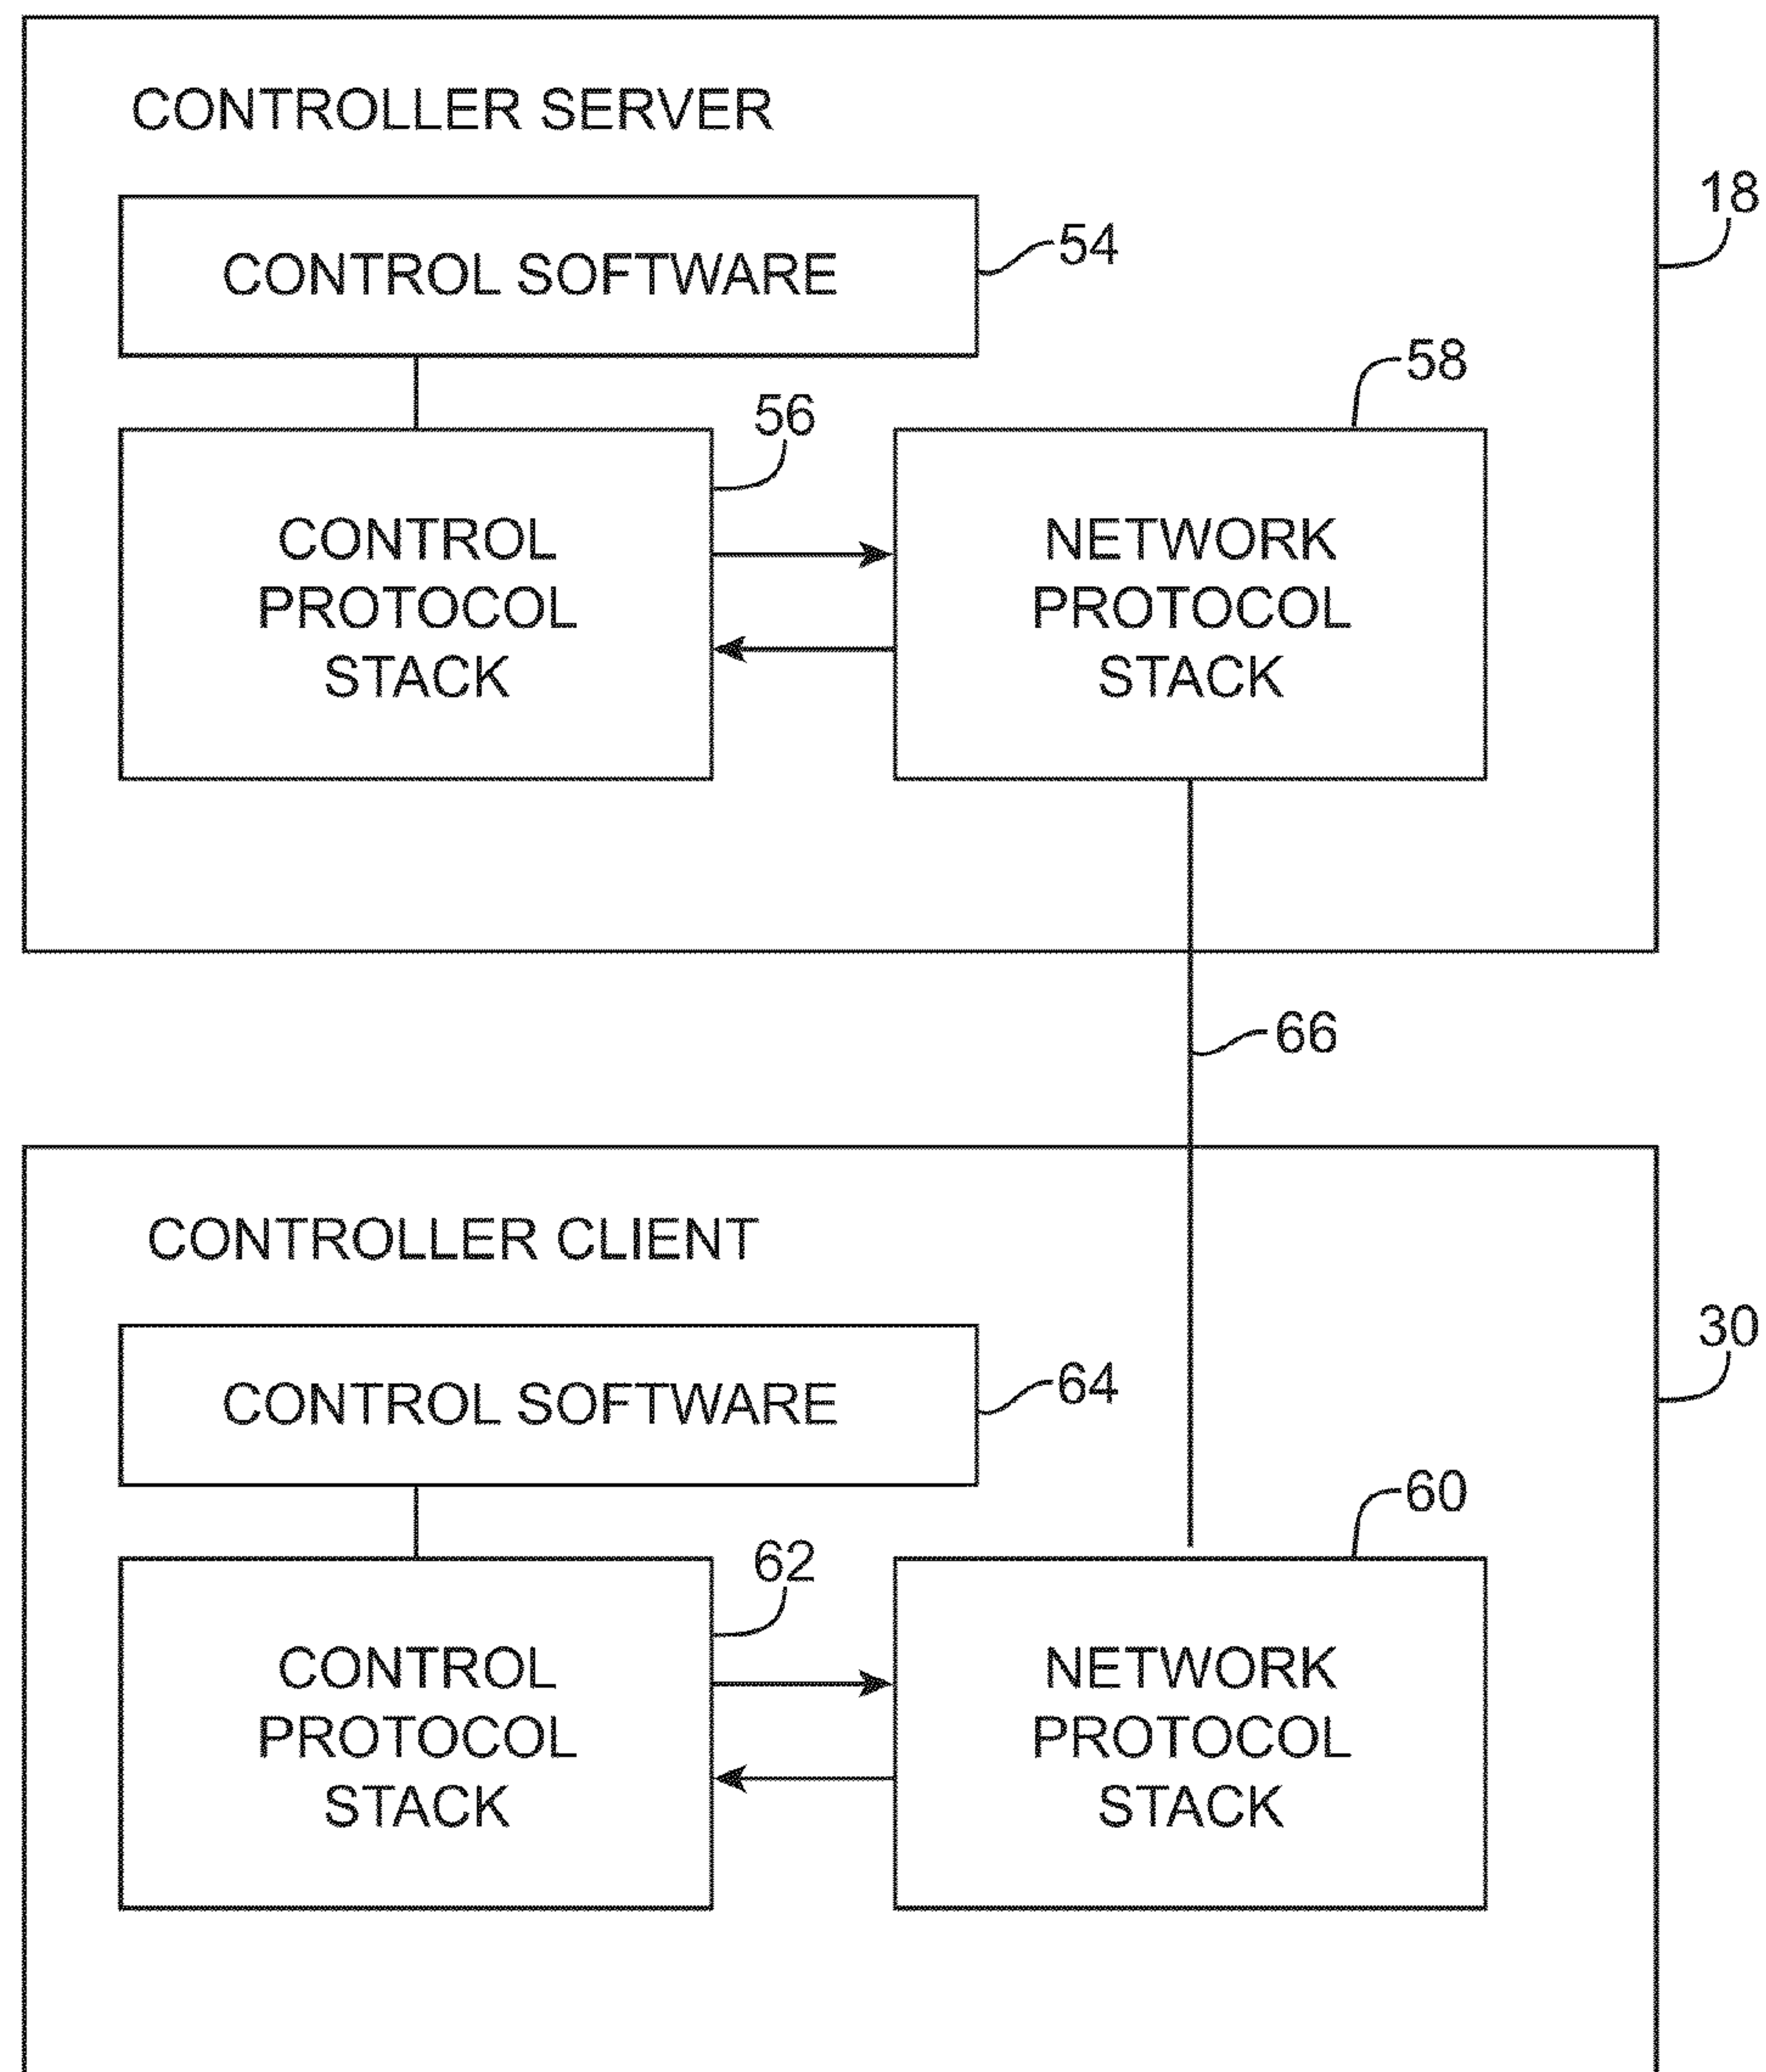 CONTROLLER SERVER
18
CONTROL SOFTWARE
54
58
56
CONTROL
PROTOCOL
STACK
NETWORK
PROTOCOL
STACK
66
CONTROLLER CLIENT
30
CONTROL SOFTWARE
64
60
62
CONTROL
PROTOCOL
STACK
NETWORK
PROTOCOL
STACK